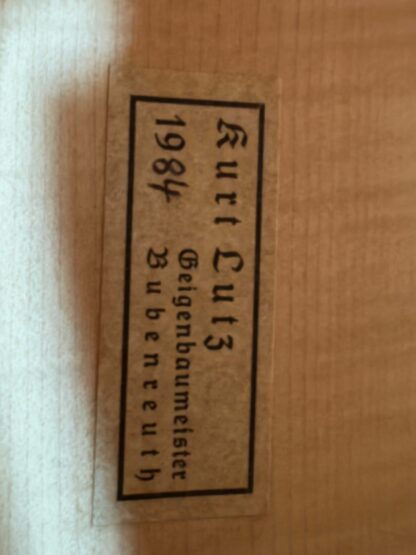 Kurt Lutz
Geigenbaumeister
1984 Bubenreuth